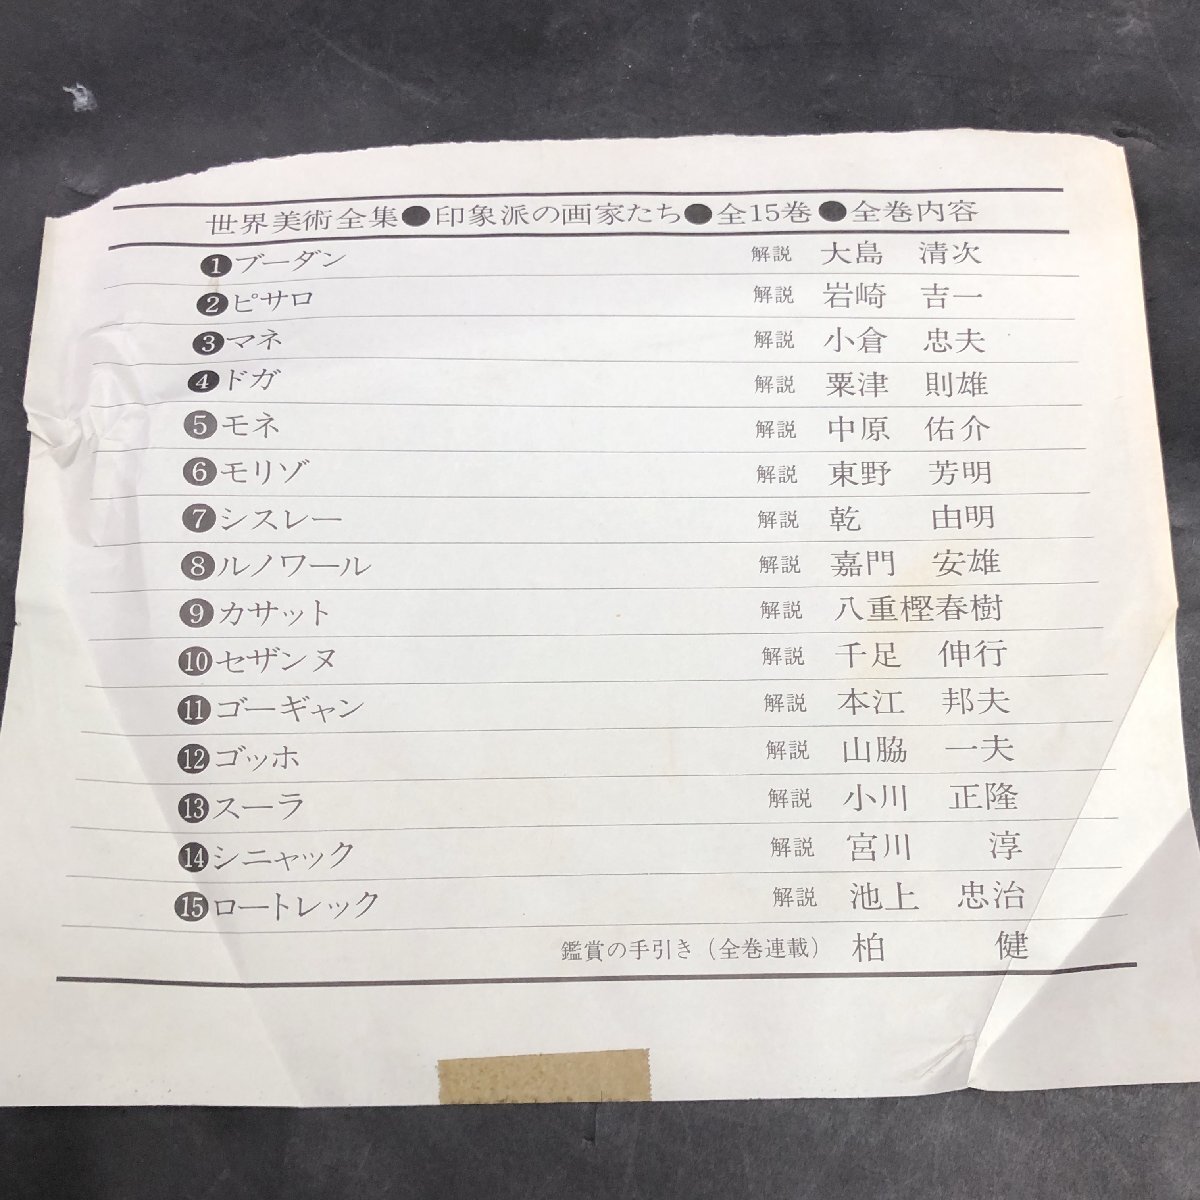 世界美術全集●印象派の画家たち●全15巻●全巻内容
❶ブーダン 解説 大島 清次
❷ピサロ 解説 岩崎 吉一
❸マネ 解説 小倉 忠夫
❹ドガ 解説 粟津 則雄
❺モネ 解説 中原 佑介
❻モリゾ 解説 東野 芳明
❼シスレー 解説 乾 由明
❽ルノワール 解説 嘉門 安雄
❾カサット 解説 八重樫春樹
❿セザンヌ 解説 千足 伸行
⓫ゴーギャン 解説 本江 邦夫
⓬ゴッホ 解説 山脇 一夫
⓭スーラ 解説 小川 正隆
⓮シニャック 解説 宮川 淳
⓯ロートレック 解説 池上 忠治
鑑賞の手引き（全巻連載） 柏 健